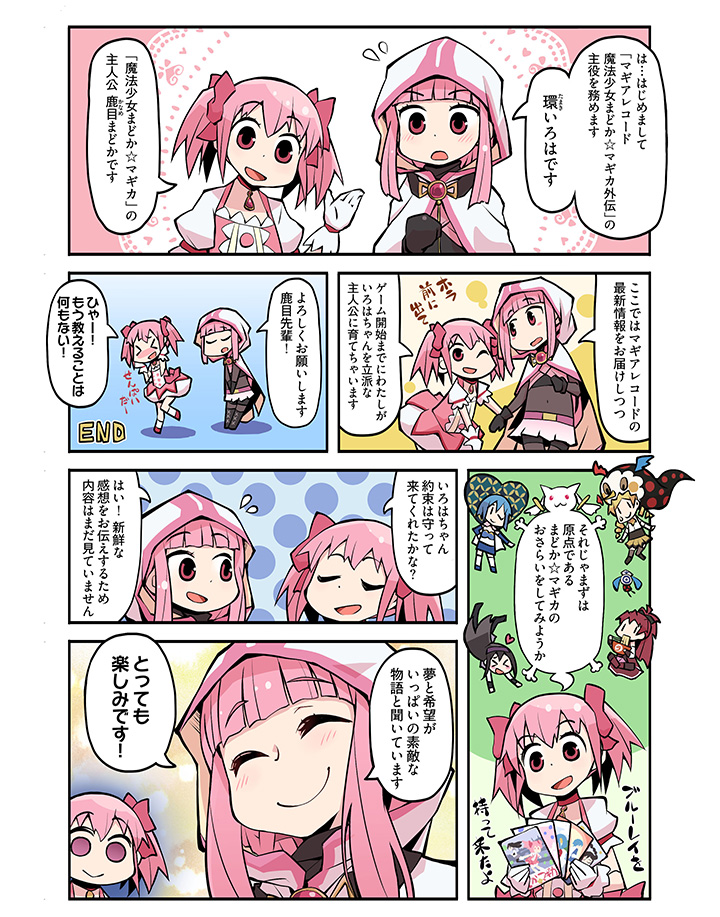 は…はじめまして
「マギアレコード
魔法少女まどか☆マギカ外伝」の
主役を務めます
環いろはです
たまき
「魔法少女まどか☆マギカ」の
主人公 鹿目まどかです
かなめ
ここではマギアレコードの
最新情報をお届けしつつ
ホラ
前に
出て
ゲーム開始までにわたしが
いろはちゃんを立派な
主人公に育てちゃいます
よろしくお願いします
鹿目先輩！
せんぱい
だー
ひゃー！
もう教えることは
何もない！
END
それじゃまずは
原点である
まどか☆マギカの
おさらいをしてみようか
ブルーレイを
持って来たよ
いろはちゃん
約束は守って
来てくれたかな？
はい！ 新鮮な
感想をお伝えするため
内容はまだ見ていません
夢と希望が
いっぱいの素敵な
物語と聞いています
とっても
楽しみです！